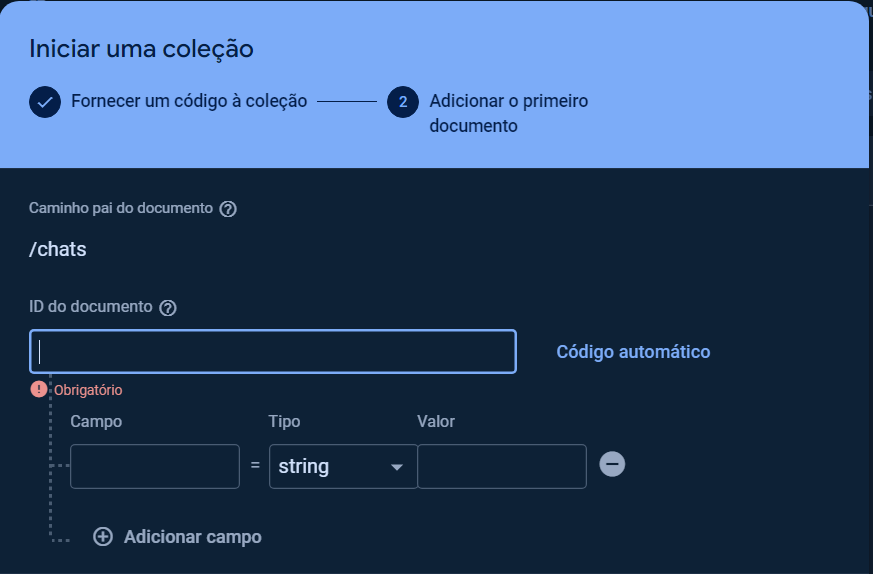 Iniciar uma coleção
Fornecer um código à coleção
2
Adicionar o primeiro
documento
Caminho pai do documento ?
/chats
ID do documento ?
Código automático
! Obrigatório
Campo Tipo Valor
= string
Adicionar campo